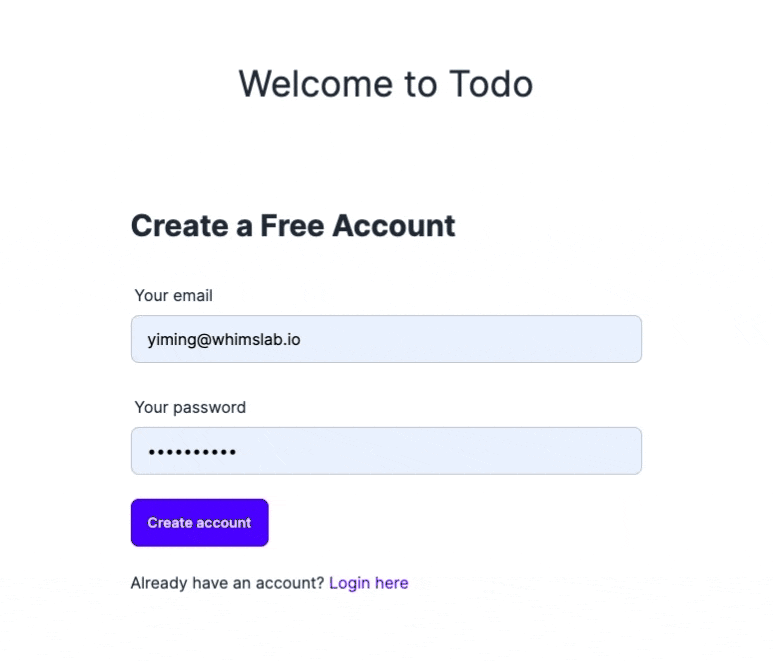 Welcome to Todo
Create a Free Account
Your email
yiming@whimslab.io
Your password
••••••••••
Create account
Already have an account? Login here